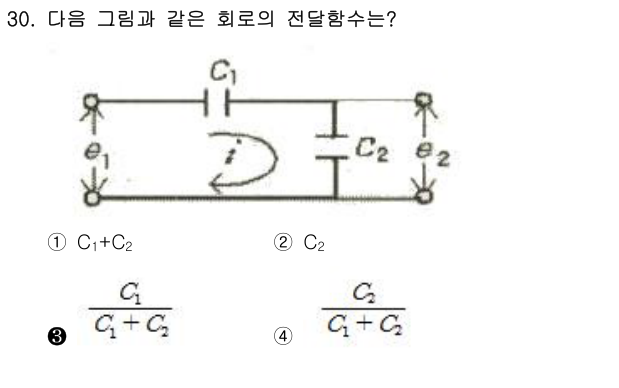 30. 다음 그림과 같은 회로의 전달함수는?
C₁
e₁ i C₂ e₂
① C₁+C₂ ② C₂
❸ C₁ / (C₁ + C₂) ④ C₂ / (C₁ + C₂)